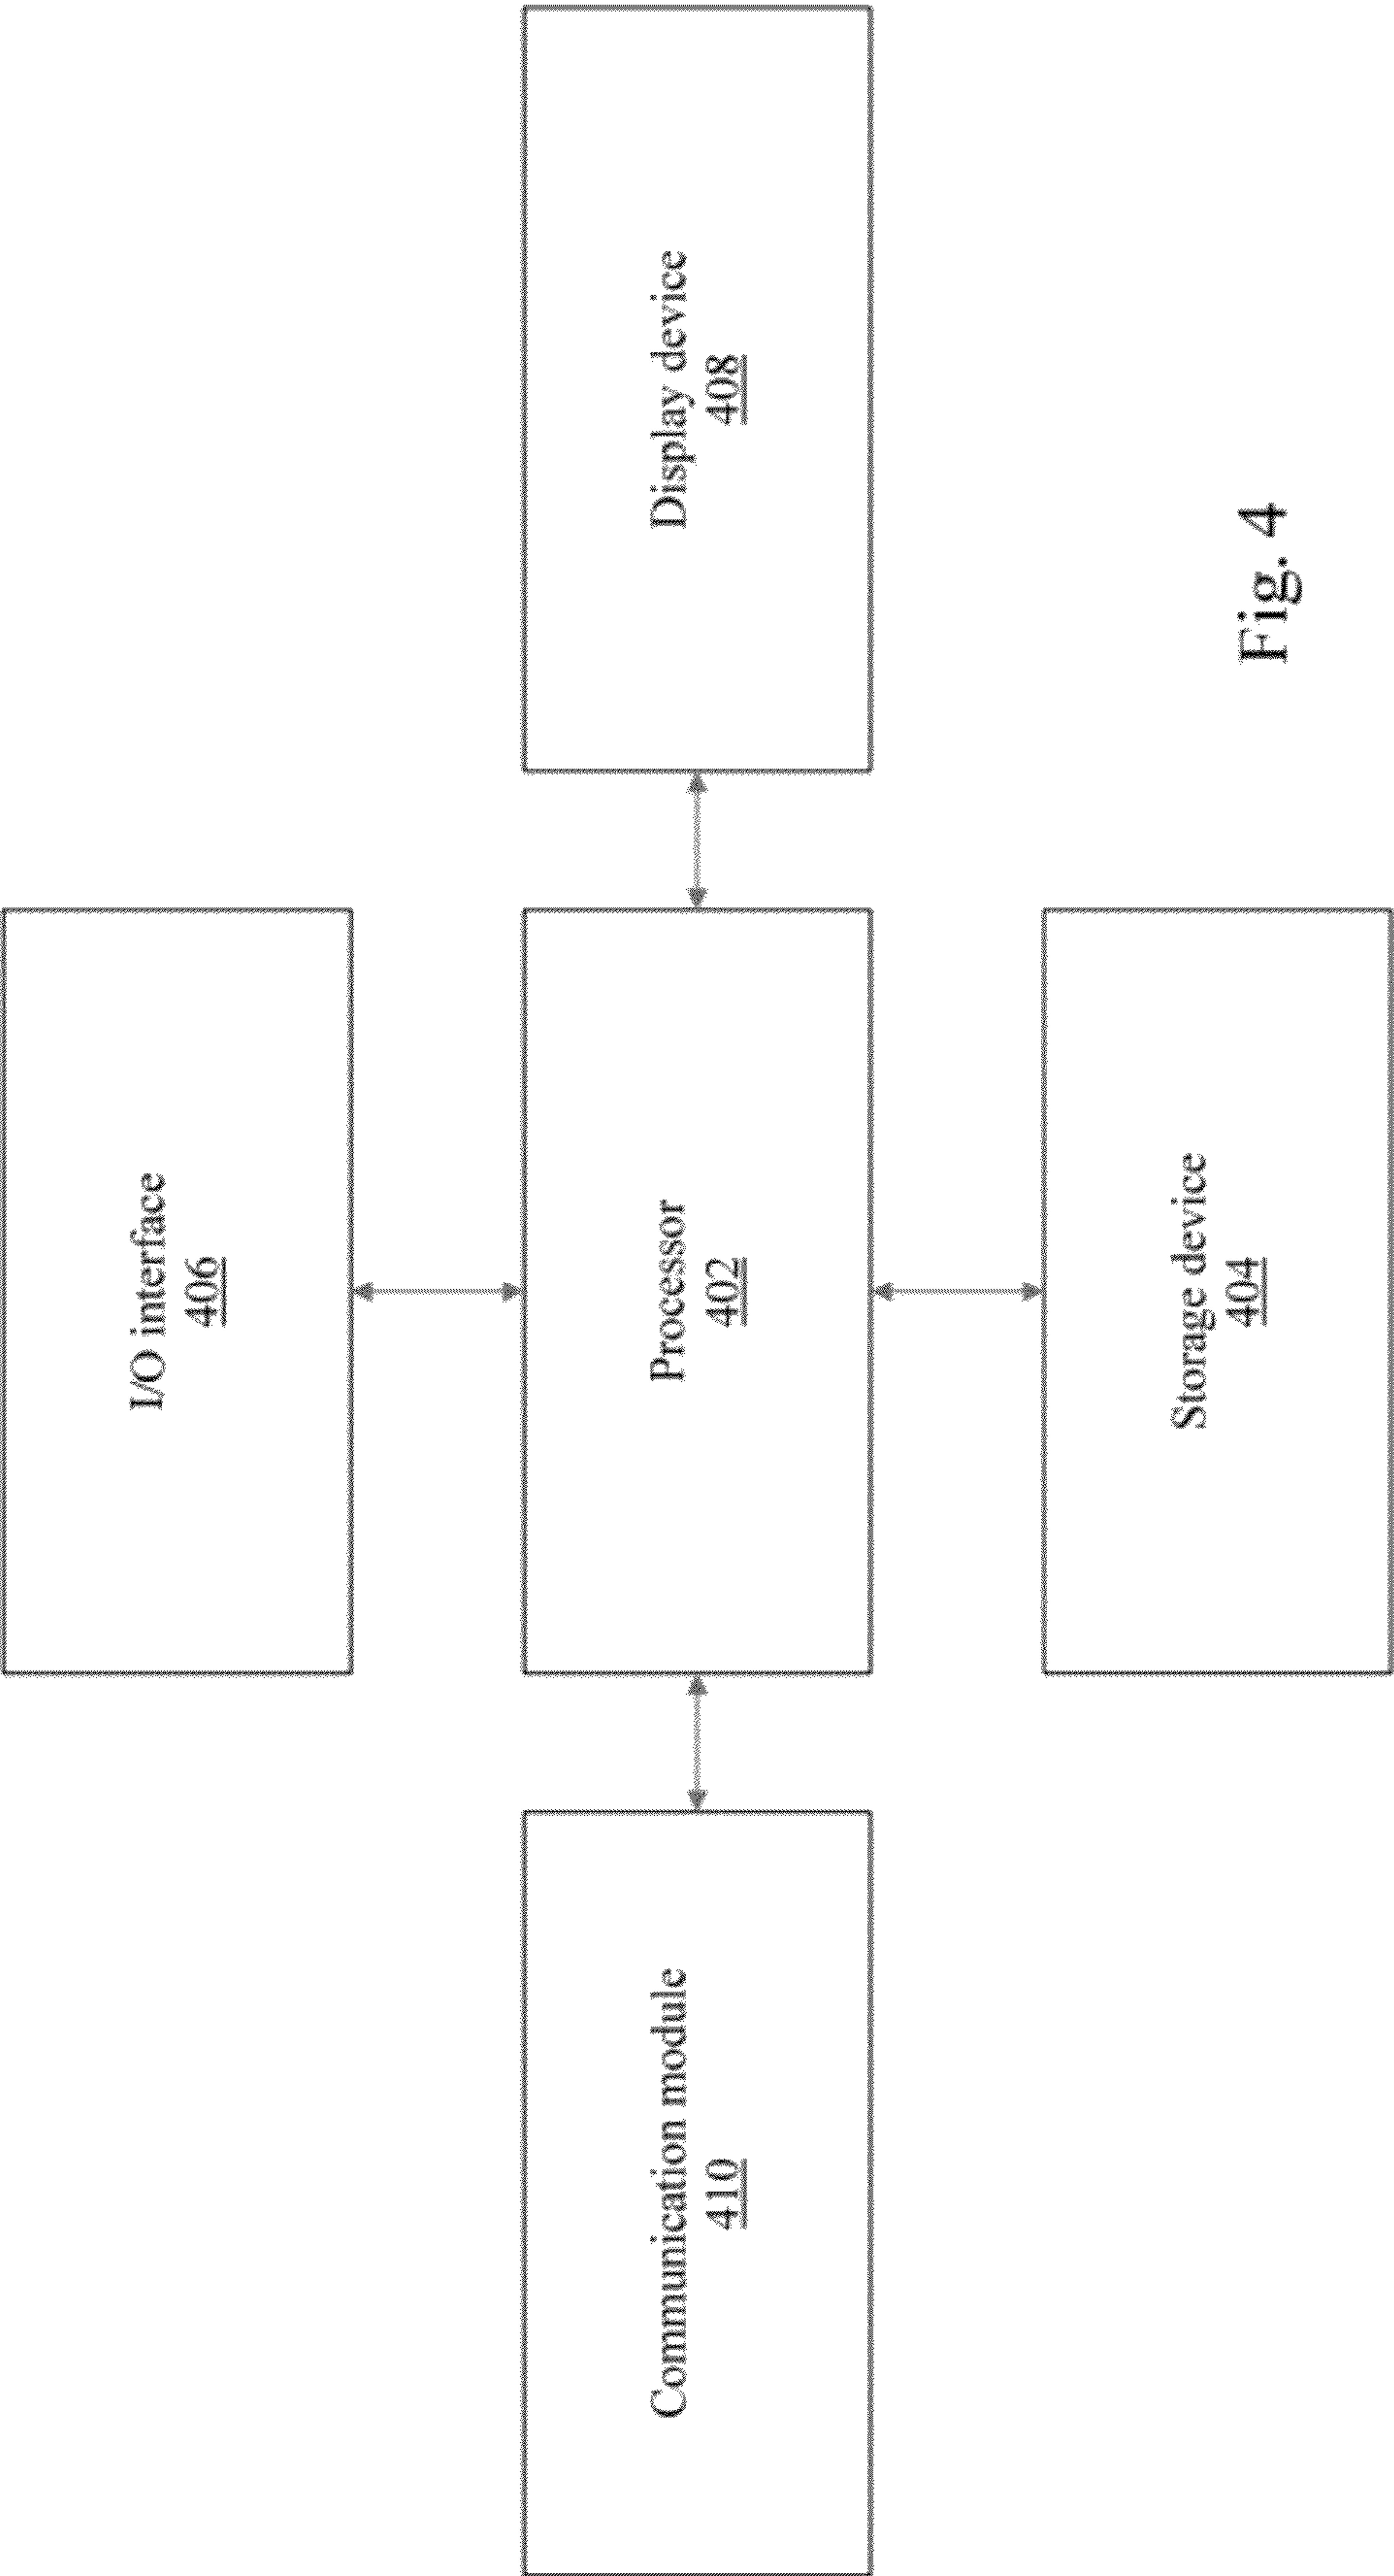 I/O interface
406
Communication module
410
Processor
402
Display device
408
Storage device
404
Fig. 4